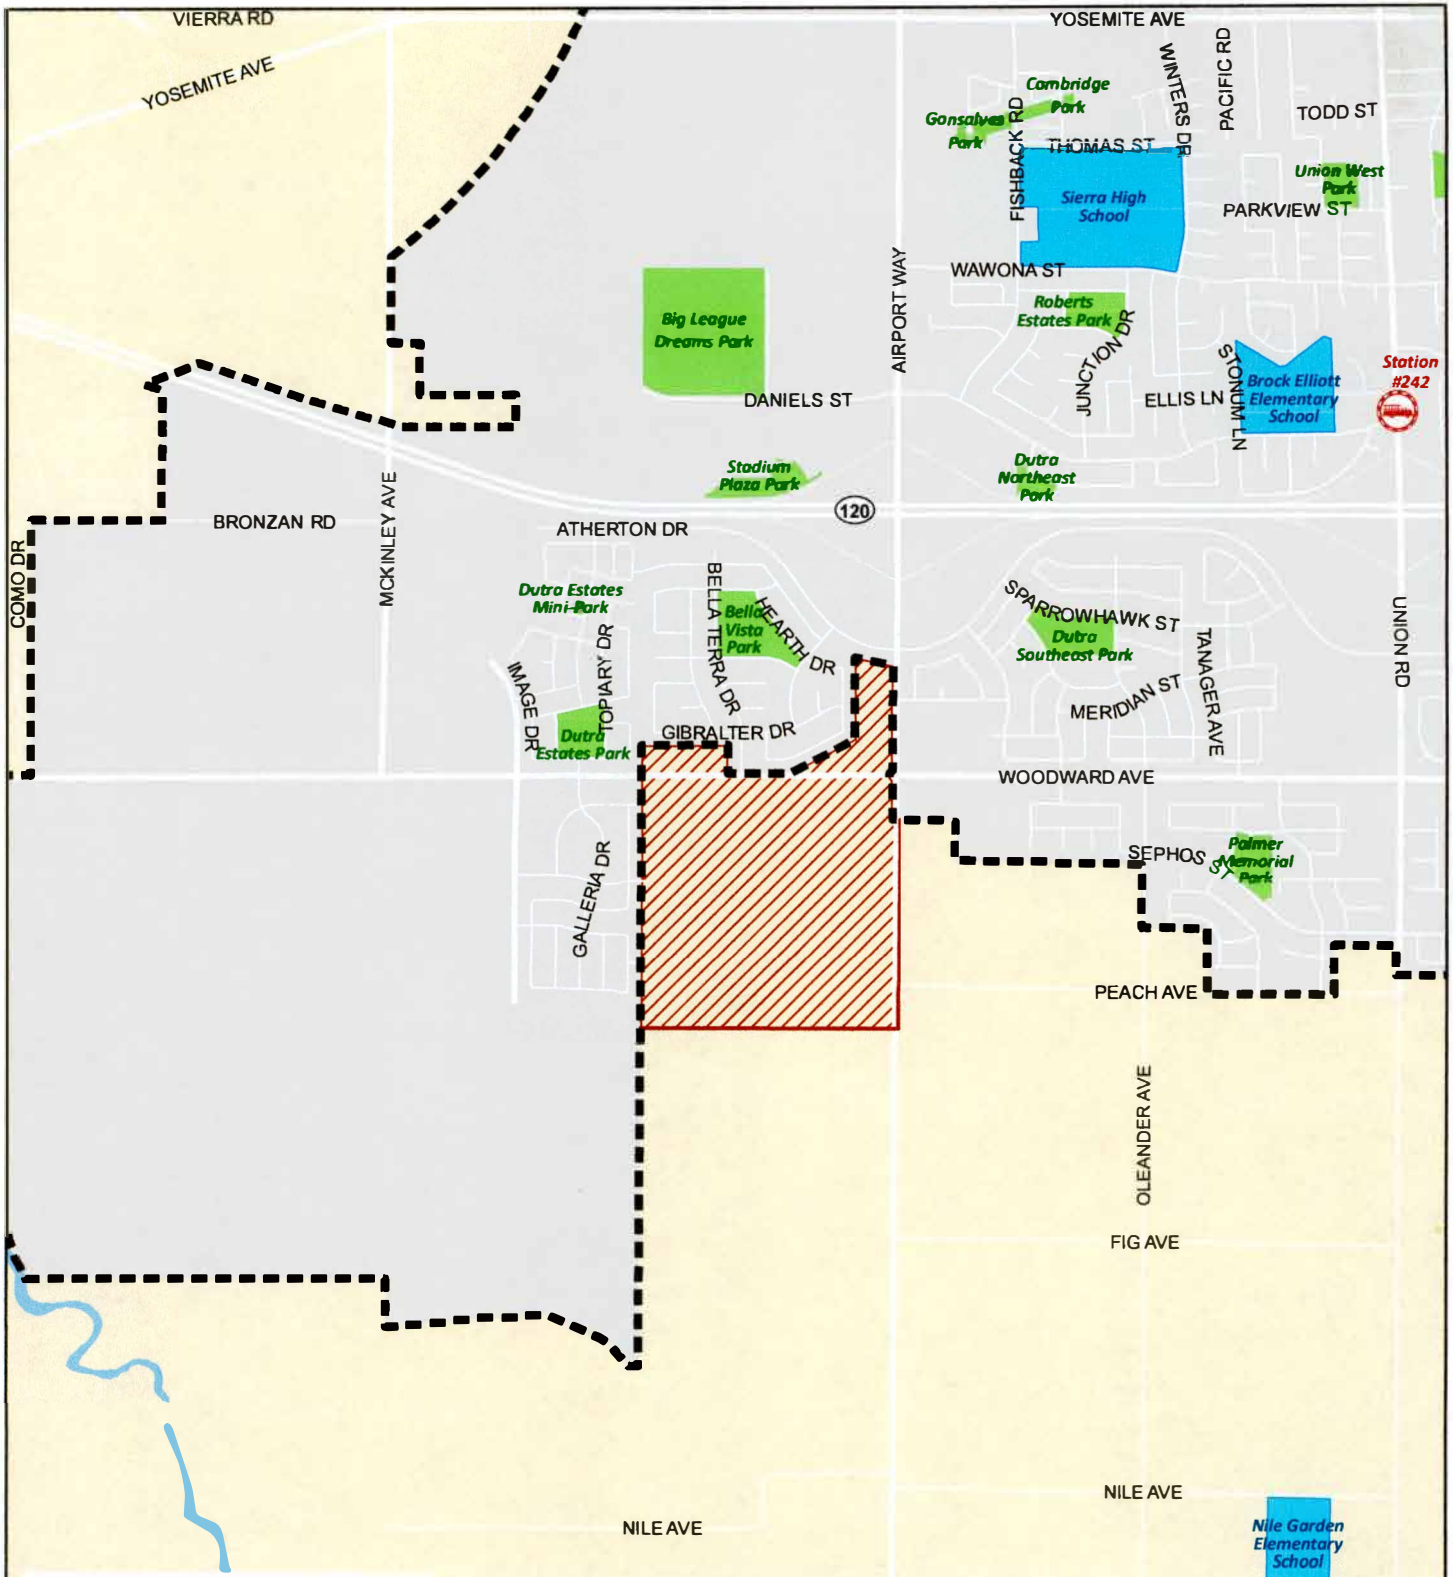 VIERRA RD
YOSEMITE AVE
YOSEMITE AVE
WINTERS DR
PACIFIC RD
Cambridge
Park
Gonsalves
Park
FISHBACK RD
THOMAS ST
TODD ST
Union West
Park
PARKVIEW ST
Sierra High
School
WAWONA ST
AIRPORT WAY
Roberts
Estates Park
JUNCTION DR
Big League
Dreams Park
DANIELS ST
ELLIS LN
STONUM LN
Brock Elliott
Elementary
School
Station
#242
Stadium
Plaza Park
Dutra
Northeast
Park
120
BRONZAN RD
MCKINLEY AVE
COMO DR
ATHERTON DR
Dutra Estates
Mini-Park
BELLA TERRA DR
Bella
Vista
Park
HEARTH DR
SPARROWHAWK ST
Dutra
Southeast Park
TANAGER AVE
MERIDIAN ST
UNION RD
IMAGE DR
TOPIARY DR
Dutra
Estates Park
GIBRALTER DR
WOODWARD AVE
GALLERIA DR
SEPHOS ST
Palmer
Memorial
Park
PEACH AVE
OLEANDER AVE
FIG AVE
NILE AVE
NILE AVE
Nile Garden
Elementary
School